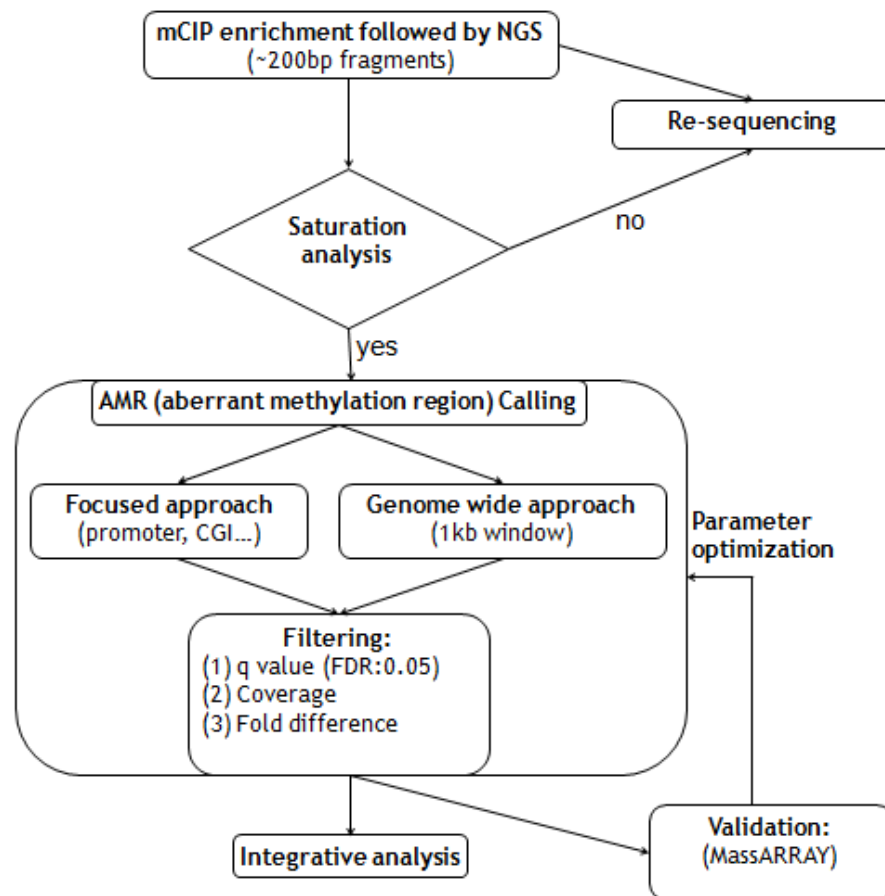 mCIP enrichment followed by NGS
(~200bp fragments)
Re-sequencing
Saturation
analysis
no
yes
AMR (aberrant methylation region) Calling
Focused approach
(promoter, CGI...)
Genome wide approach
(1kb window)
Parameter
optimization
Filtering:
(1) q value (FDR:0.05)
(2) Coverage
(3) Fold difference
Integrative analysis
Validation:
(MassARRAY)